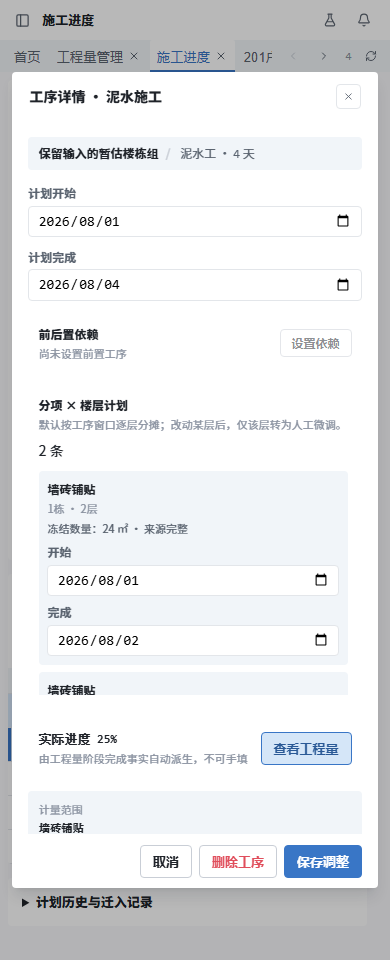 施工进度
首页 工程量管理 × 施工进度 × 201户 4
工序详情 • 泥水施工
保留输入的暂估楼栋组 / 泥水工 • 4 天
计划开始
2026/08/01
计划完成
2026/08/04
前后置依赖
尚未设置前置工序
设置依赖
分项 × 楼层计划
默认按工序窗口逐层分摊；改动某层后，仅该层转为人工微调。
2 条
墙砖铺贴
1栋 • 2层
冻结数量：24 ㎡ • 来源完整
开始
2026/08/01
完成
2026/08/02
墙砖铺贴
实际进度 25%
由工程量阶段完成事实自动派生，不可手填
查看工程量
计量范围
墙砖铺贴
取消 删除工序 保存调整
▶ 计划历史与迁入记录